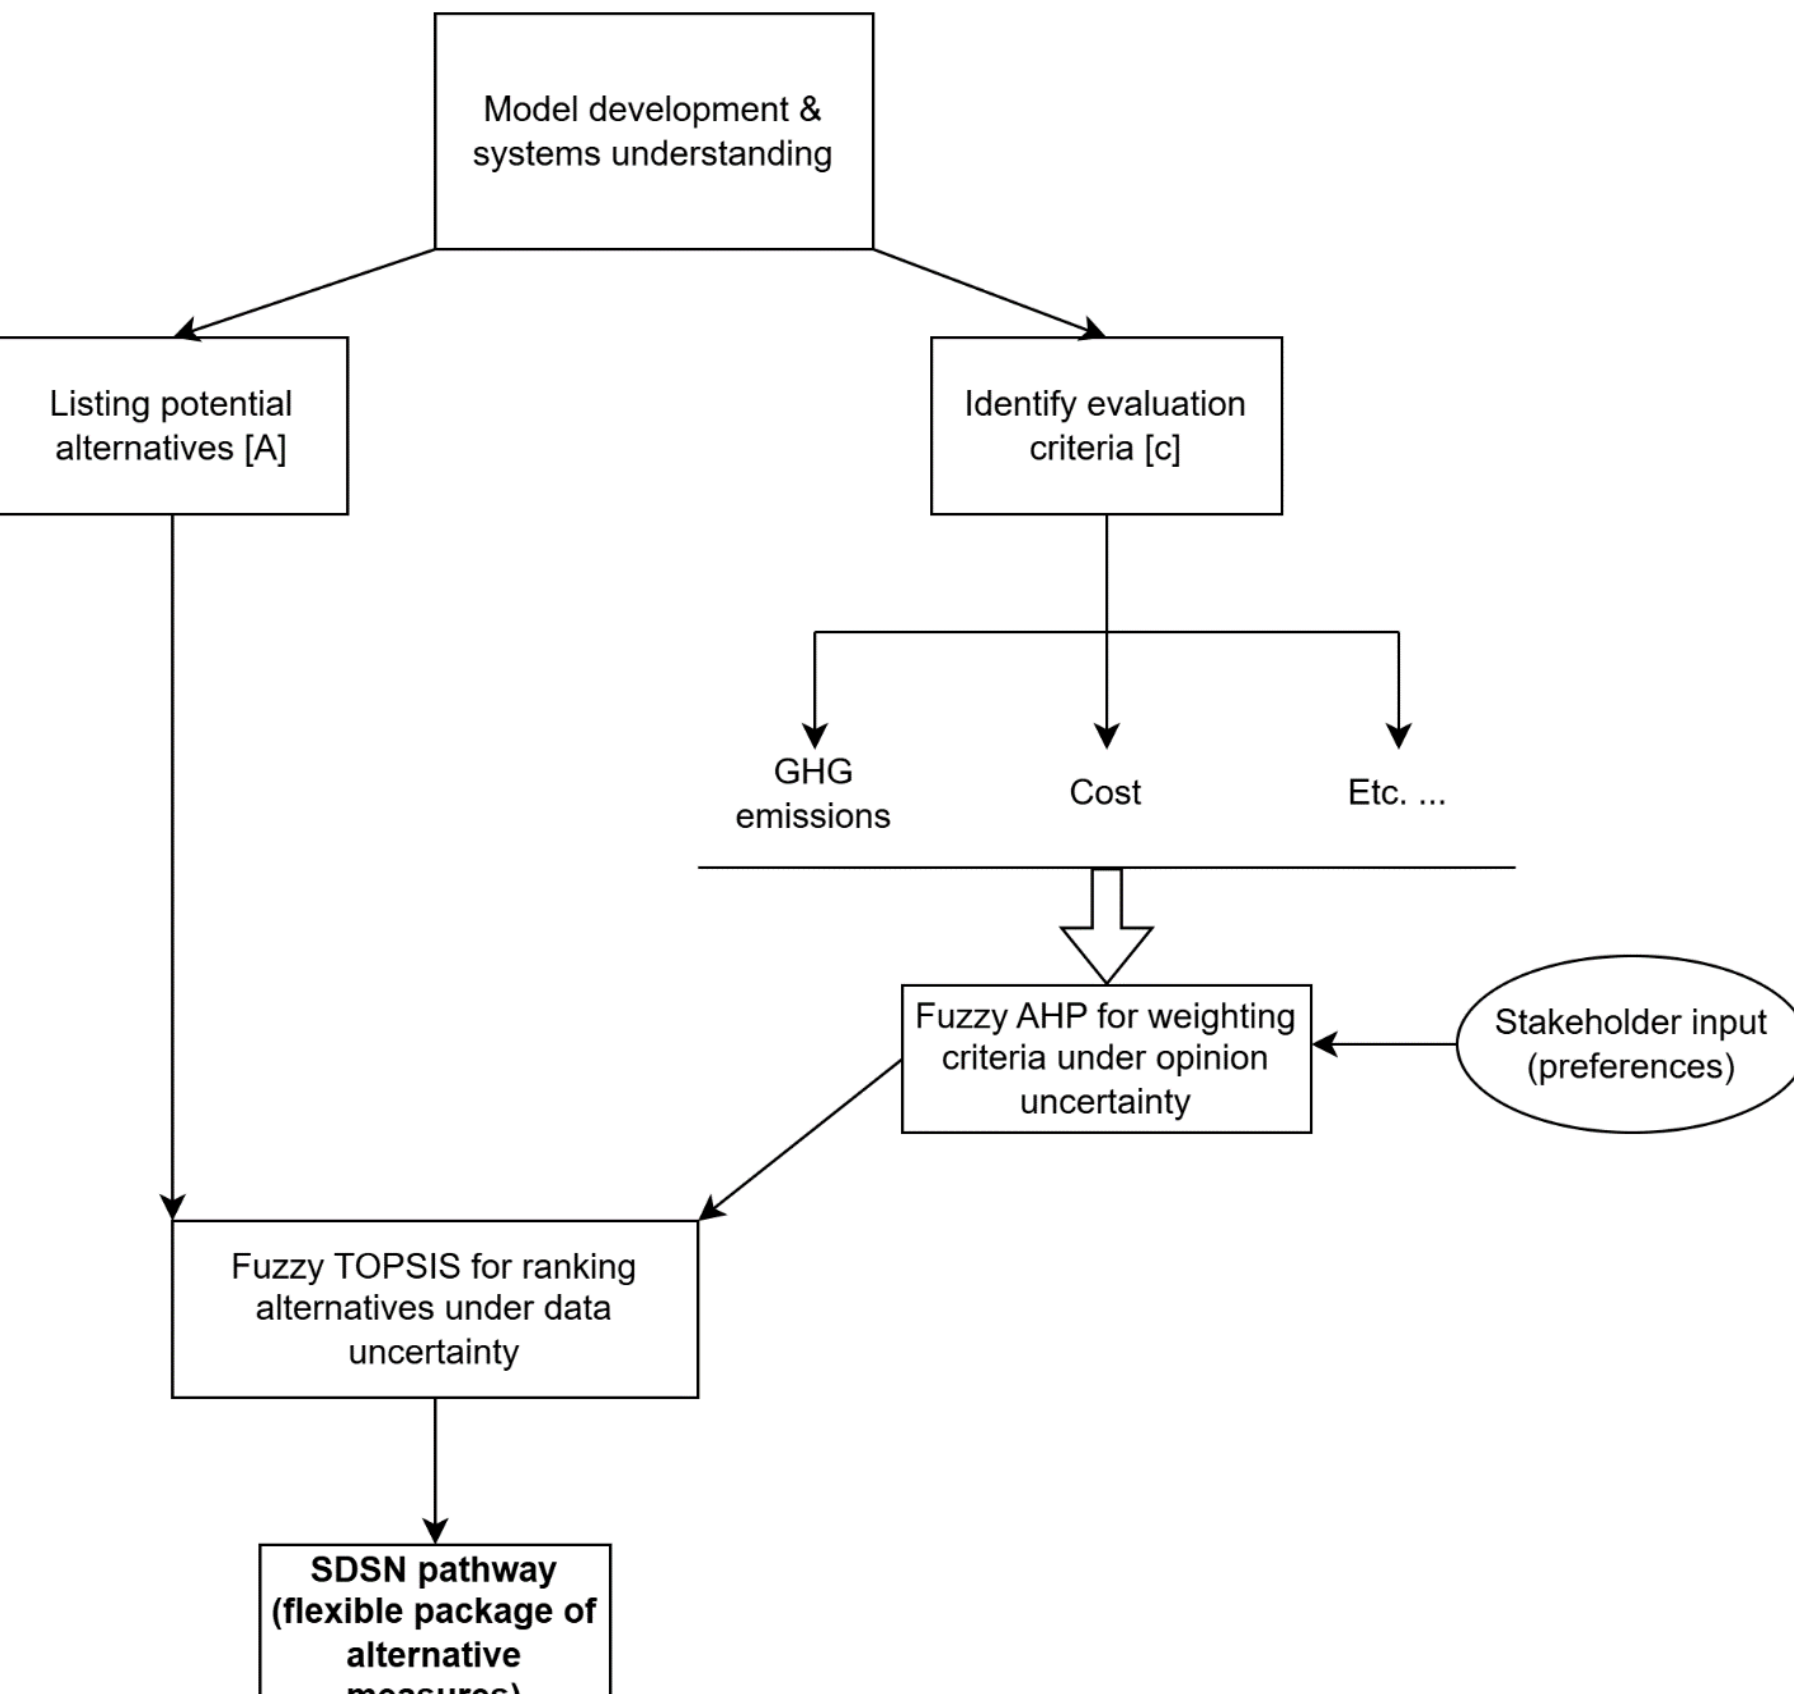 Model development &
systems understanding
Listing potential
alternatives [A]
Identify evaluation
criteria [c]
GHG
emissions
Cost
Etc. ...
Fuzzy AHP for weighting
criteria under opinion
uncertainty
Stakeholder input
(preferences)
Fuzzy TOPSIS for ranking
alternatives under data
uncertainty
SDSN pathway
(flexible package of
alternative
measures)